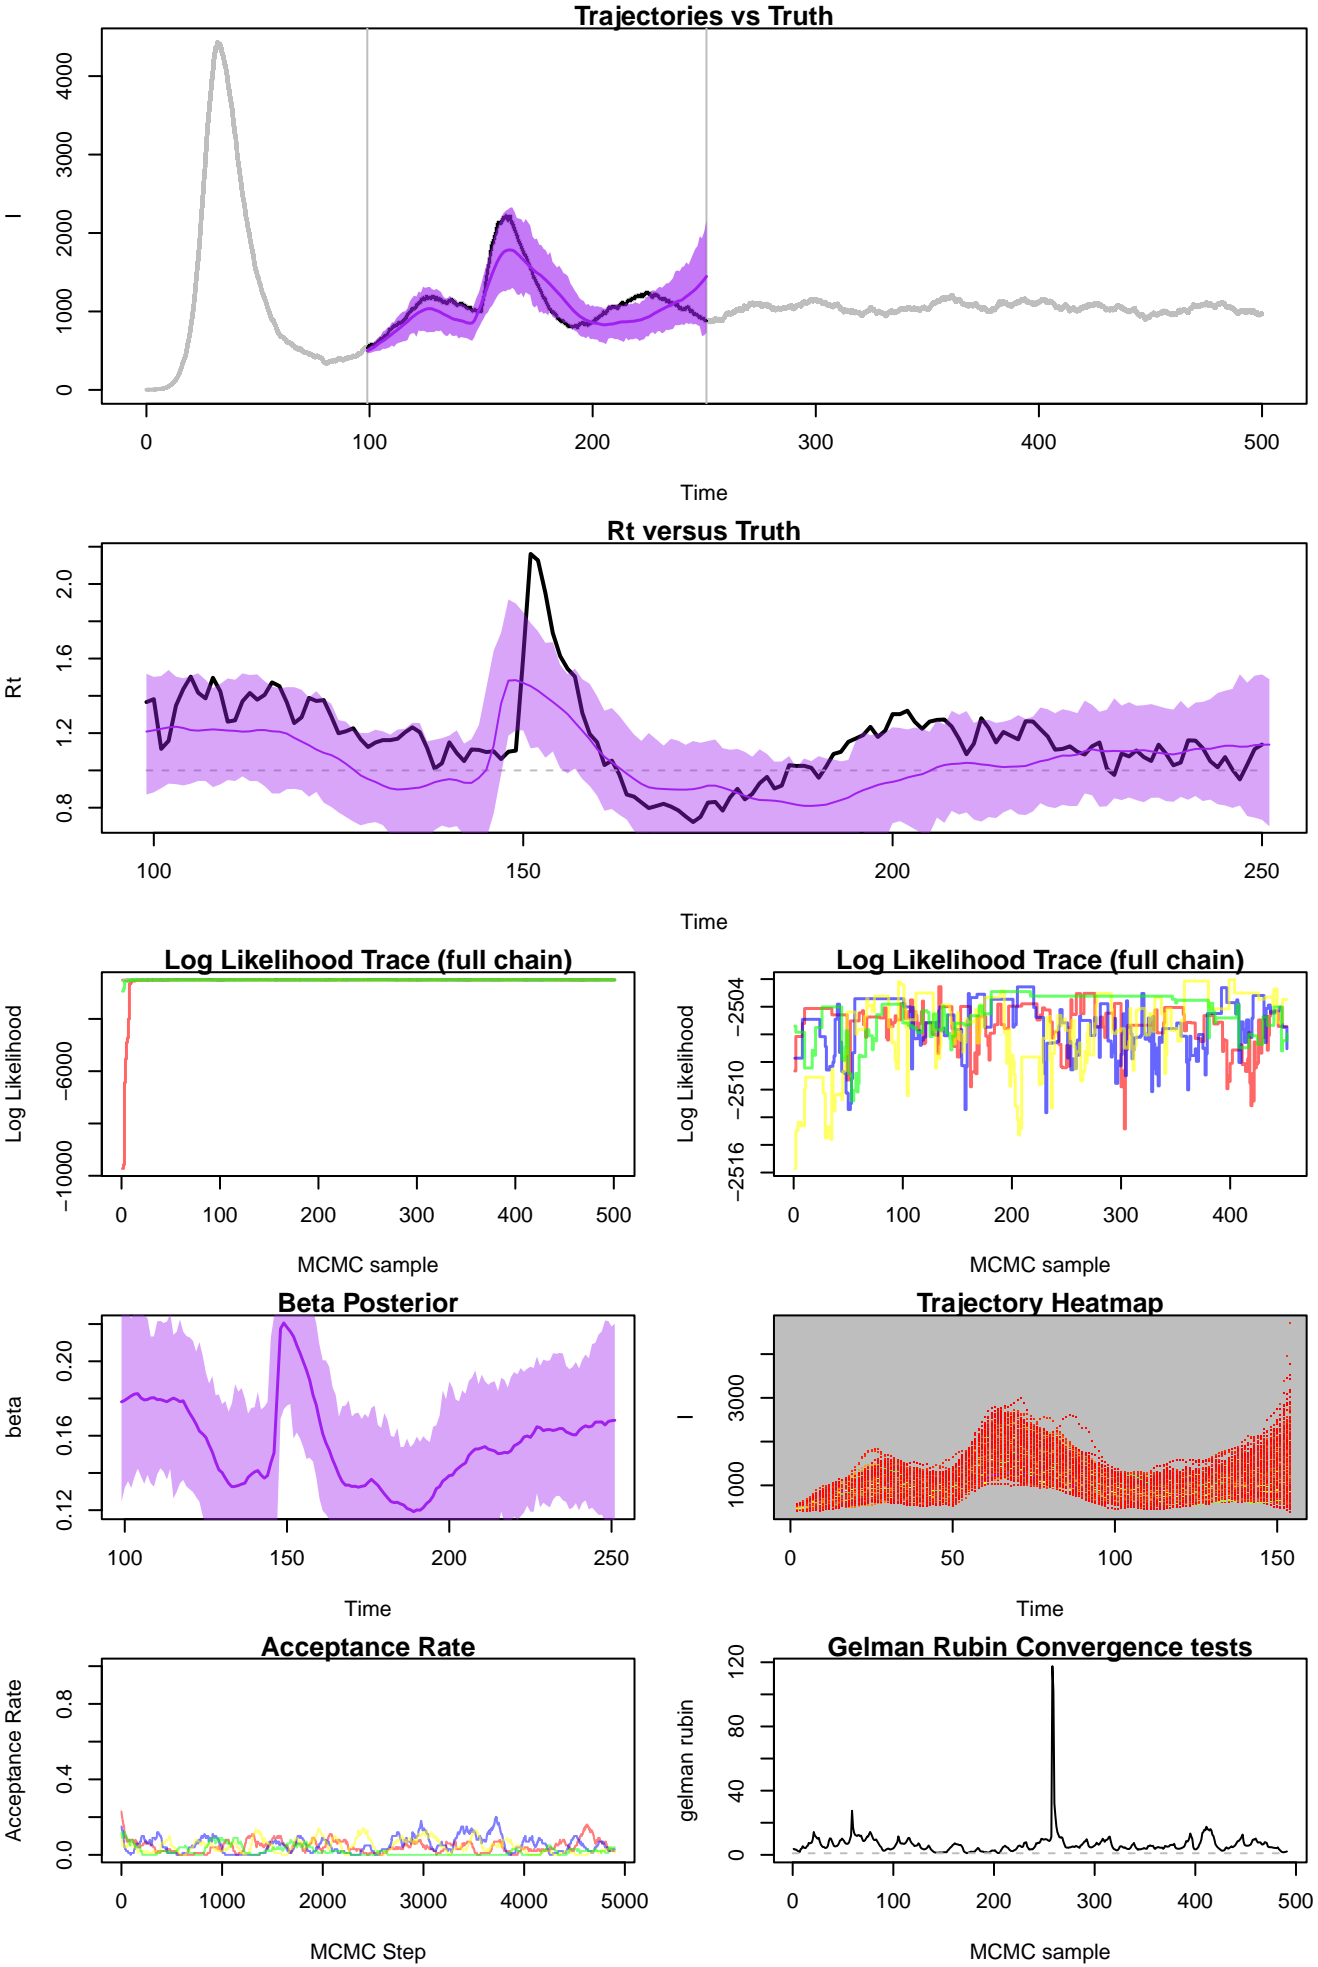 Trajectories vs Truth
I
0 1000 2000 3000 4000
0 100 200 300 400 500
Time
Rt versus Truth
Rt
0.8 1.2 1.6 2.0
100 150 200 250
Time
Log Likelihood Trace (full chain)
Log Likelihood
−10000 −6000
0 100 200 300 400 500
MCMC sample
Log Likelihood Trace (full chain)
Log Likelihood
−2516 −2510 −2504
0 100 200 300 400
MCMC sample
Beta Posterior
beta
0.12 0.16 0.20
100 150 200 250
Time
Trajectory Heatmap
I
1000 3000
0 50 100 150
Time
Acceptance Rate
Acceptance Rate
0.0 0.4 0.8
0 1000 2000 3000 4000 5000
MCMC Step
Gelman Rubin Convergence tests
gelman rubin
0 40 80 120
0 100 200 300 400 500
MCMC sample